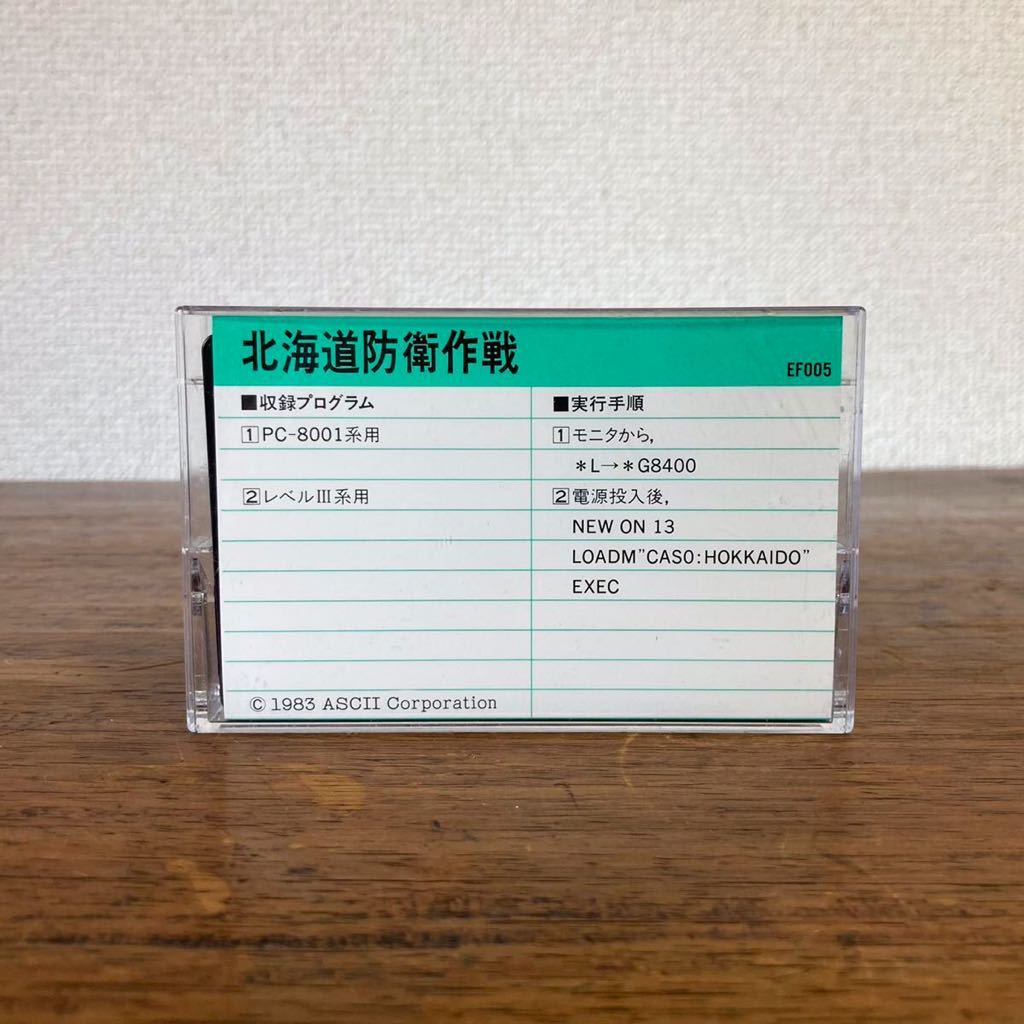 北海道防衛作戦
EF005
■収録プログラム
1 PC-8001系用
2 レベルIII系用
■実行手順
1 モニタから,
*L→*G8400
2 電源投入後,
NEW ON 13
LOADM"CAS0:HOKKAIDO"
EXEC
© 1983 ASCII Corporation